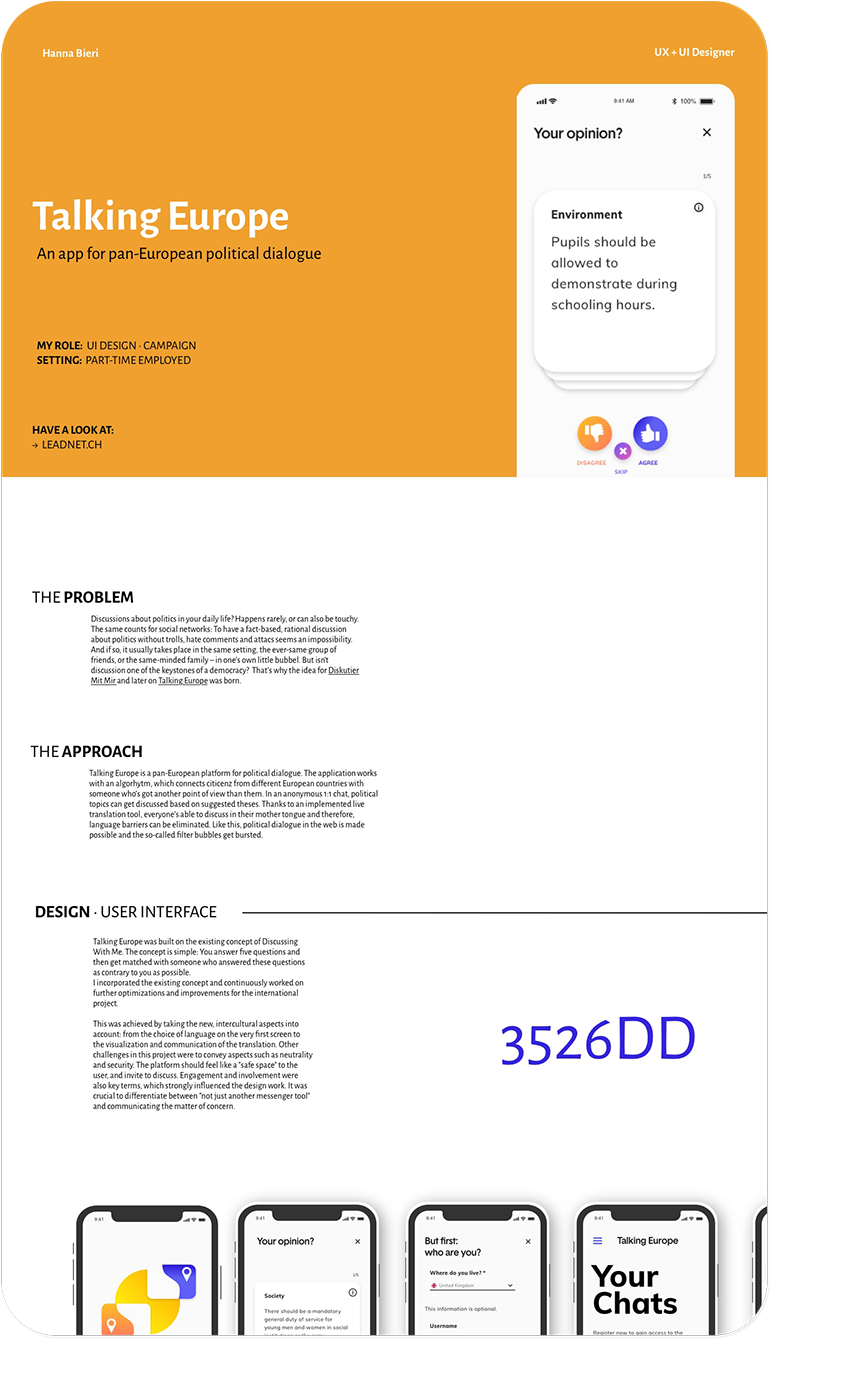 Hanna Bieri
UX + UI Designer
9:41 AM
100%
Your opinion?
1/5
Environment
Pupils should be
allowed to
demonstrate during
schooling hours.
DISAGREE
AGREE
SKIP
Talking Europe
An app for pan-European political dialogue
MY ROLE: UI DESIGN · CAMPAIGN
SETTING: PART-TIME EMPLOYED
HAVE A LOOK AT:
→ LEADNET.CH
THE PROBLEM
Discussions about politics in your daily life? Happens rarely, or can also be touchy.
The same counts for social networks: To have a fact-based, rational discussion
about politics without trolls, hate comments and attacs seems an impossibility.
And if so, it usually takes place in the same setting, the ever-same group of
friends, or the same-minded family – in one's own little bubbel. But isn't
discussion one of the keystones of a democracy? That's why the idea for Diskutier
Mit Mir and later on Talking Europe was born.
THE APPROACH
Talking Europe is a pan-European platform for political dialogue. The application works
with an algorhytm, which connects citicenz from different European countries with
someone who's got another point of view than them. In an anonymous 1:1 chat, political
topics can get discussed based on suggested theses. Thanks to an implemented live
translation tool, everyone's able to discuss in their mother tongue and therefore,
language barriers can be eliminated. Like this, political dialogue in the web is made
possible and the so-called filter bubbles get bursted.
DESIGN · USER INTERFACE
Talking Europe was built on the existing concept of Discussing
With Me. The concept is simple: You answer five questions and
then get matched with someone who answered these questions
as contrary to you as possible.
I incorporated the existing concept and continuously worked on
further optimizations and improvements for the international
project.
This was achieved by taking the new, intercultural aspects into
account: from the choice of language on the very first screen to
the visualization and communication of the translation. Other
challenges in this project were to convey aspects such as neutrality
and security. The platform should feel like a "safe space" to the
user, and invite to discuss. Engagement and involvement were
also key terms, which strongly influenced the design work. It was
crucial to differentiate between "not just another messenger tool"
and communicating the matter of concern.
3526DD
9:41
9:41
Your opinion?
1/5
Society
There should be a mandatory
general duty of service for
young men and women in social
9:41
But first:
who are you?
Where do you live? *
United Kingdom
This information is optional.
Username
9:41
Talking Europe
Your
Chats
Register now to gain access to the